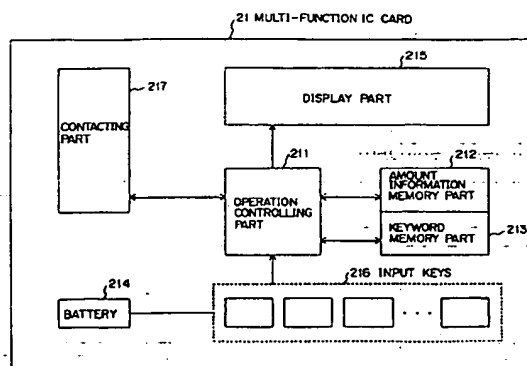 21 MULTI-FUNCTION IC CARD
215
217
DISPLAY PART
CONTACTING
PART
211
212
OPERATION
CONTROLLING
PART
AMOUNT
INFORMATION
MEMORY PART
KEYWORD
MEMORY PART
213
216 INPUT KEYS
214
BATTERY